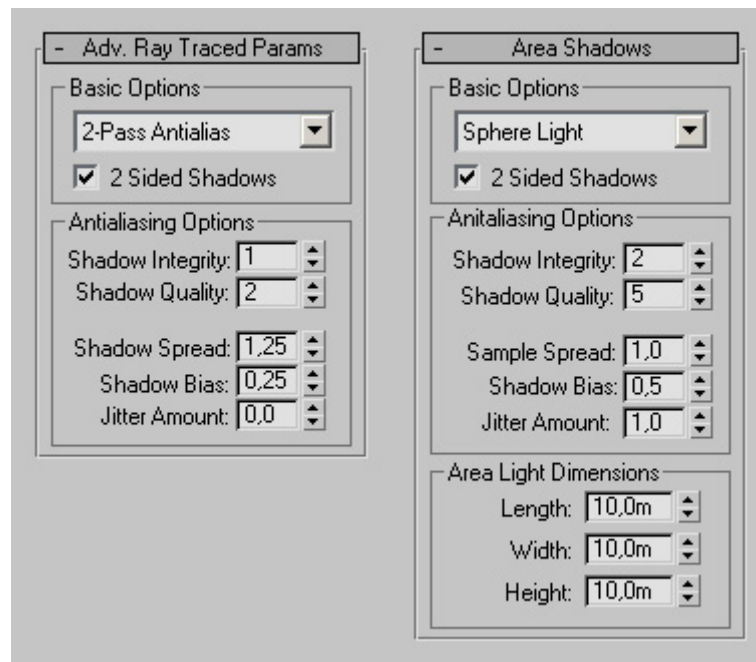 - Adv. Ray Traced Params
Basic Options
2-Pass Antialias
2 Sided Shadows
Antialiasing Options
Shadow Integrity: 1
Shadow Quality: 2
Shadow Spread: 1,25
Shadow Bias: 0,25
Jitter Amount: 0,0
- Area Shadows
Basic Options
Sphere Light
2 Sided Shadows
Anitaliasing Options
Shadow Integrity: 2
Shadow Quality: 5
Sample Spread: 1,0
Shadow Bias: 0,5
Jitter Amount: 1,0
Area Light Dimensions
Length: 10,0m
Width: 10,0m
Height: 10,0m